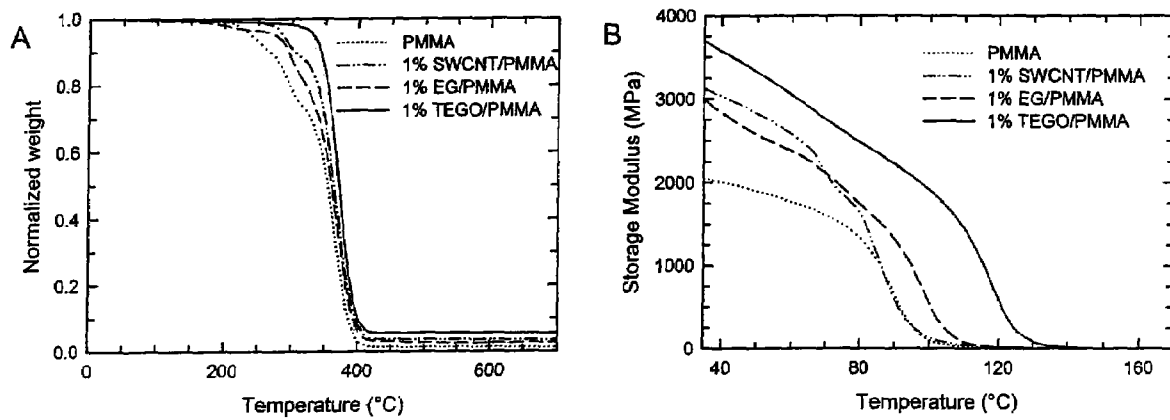 A
Normalized weight
1.0
0.8
0.6
0.4
0.2
0.0
0
200
400
600
Temperature (°C)
PMMA
1% SWCNT/PMMA
1% EG/PMMA
1% TEGO/PMMA
B
Storage Modulus (MPa)
4000
3000
2000
1000
0
40
80
120
160
Temperature (°C)
PMMA
1% SWCNT/PMMA
1% EG/PMMA
1% TEGO/PMMA